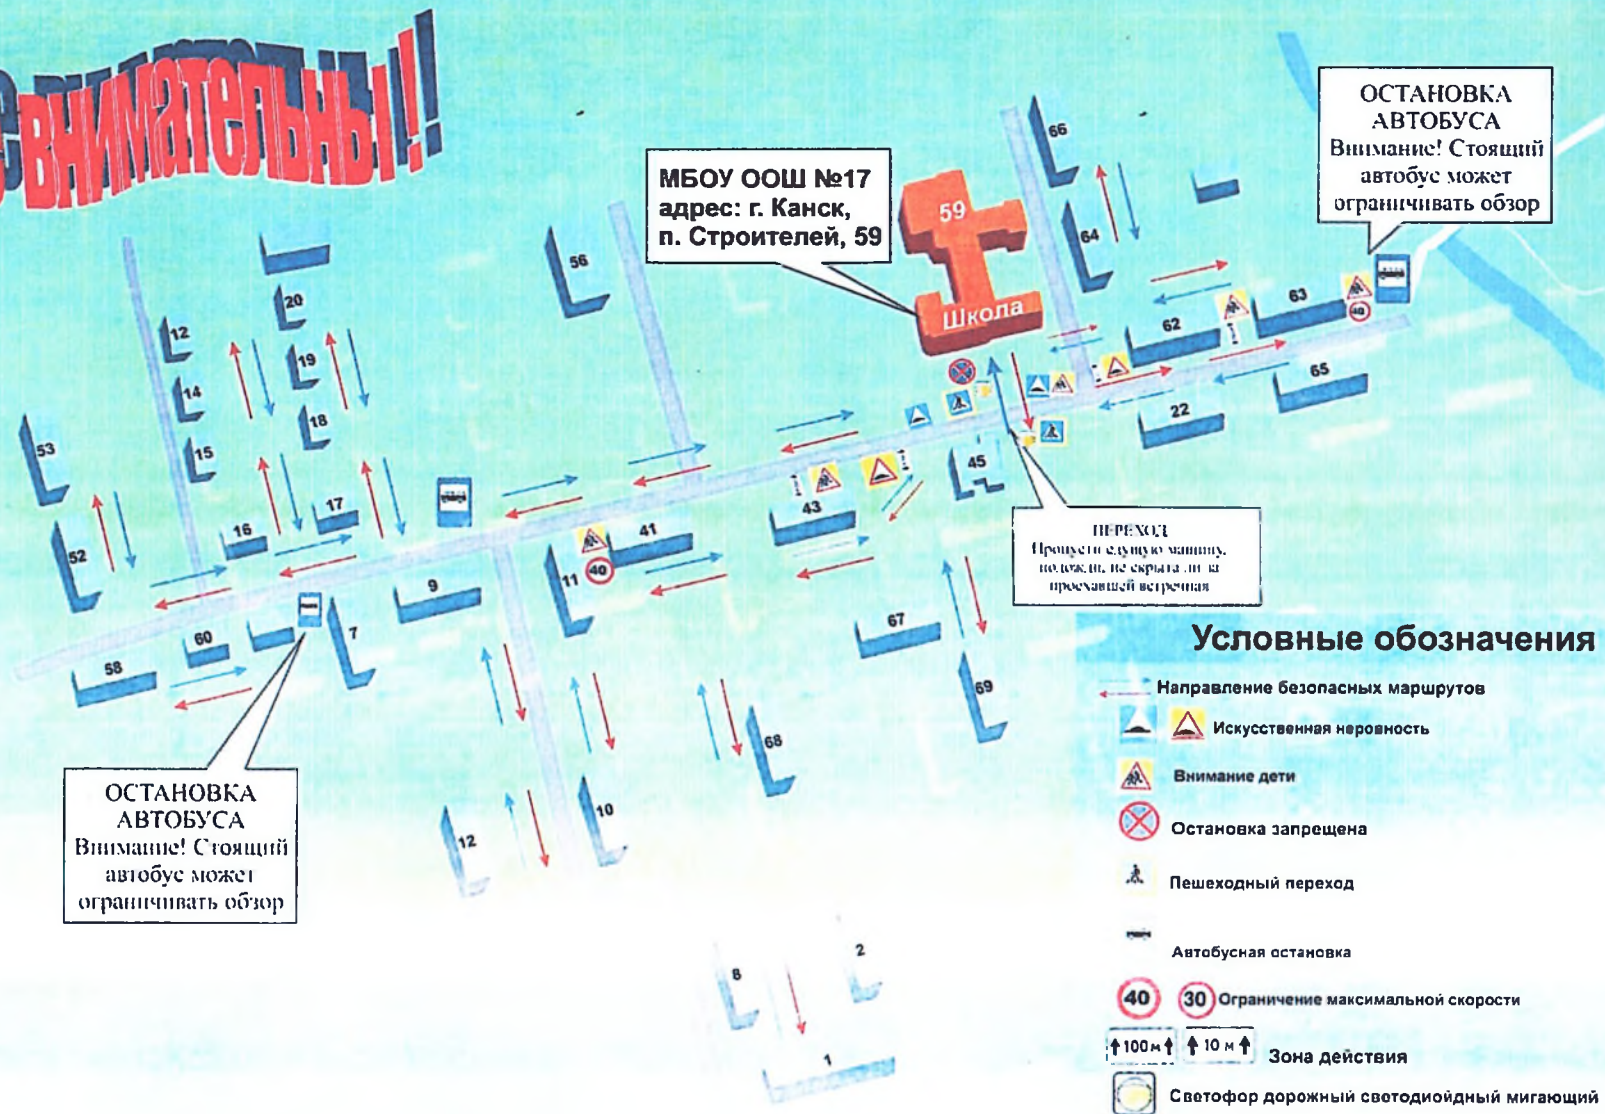 внимательны!!
МБОУ ООШ №17
адрес: г. Канск,
п. Строителей, 59
ОСТАНОВКА
АВТОБУСА
Внимание! Стоящий
автобус может
ограничивать обзор
59
Школа
66
64
63
62
65
22
40
56
20
19
18
12
14
15
53
52
16
17
45
43
41
40
11
9
7
60
58
67
69
68
10
12
8
2
1
ПЕРЕХОД
Пропусти едущую машину,
подожди, не скрыта ли за
проехавшей встречная
ОСТАНОВКА
АВТОБУСА
Внимание! Стоящий
автобус может
ограничивать обзор
Условные обозначения
Направление безопасных маршрутов
Искусственная неровность
Внимание дети
Остановка запрещена
Пешеходный переход
Автобусная остановка
40 30 Ограничение максимальной скорости
100 м 10 м Зона действия
Светофор дорожный светодиойдный мигающий